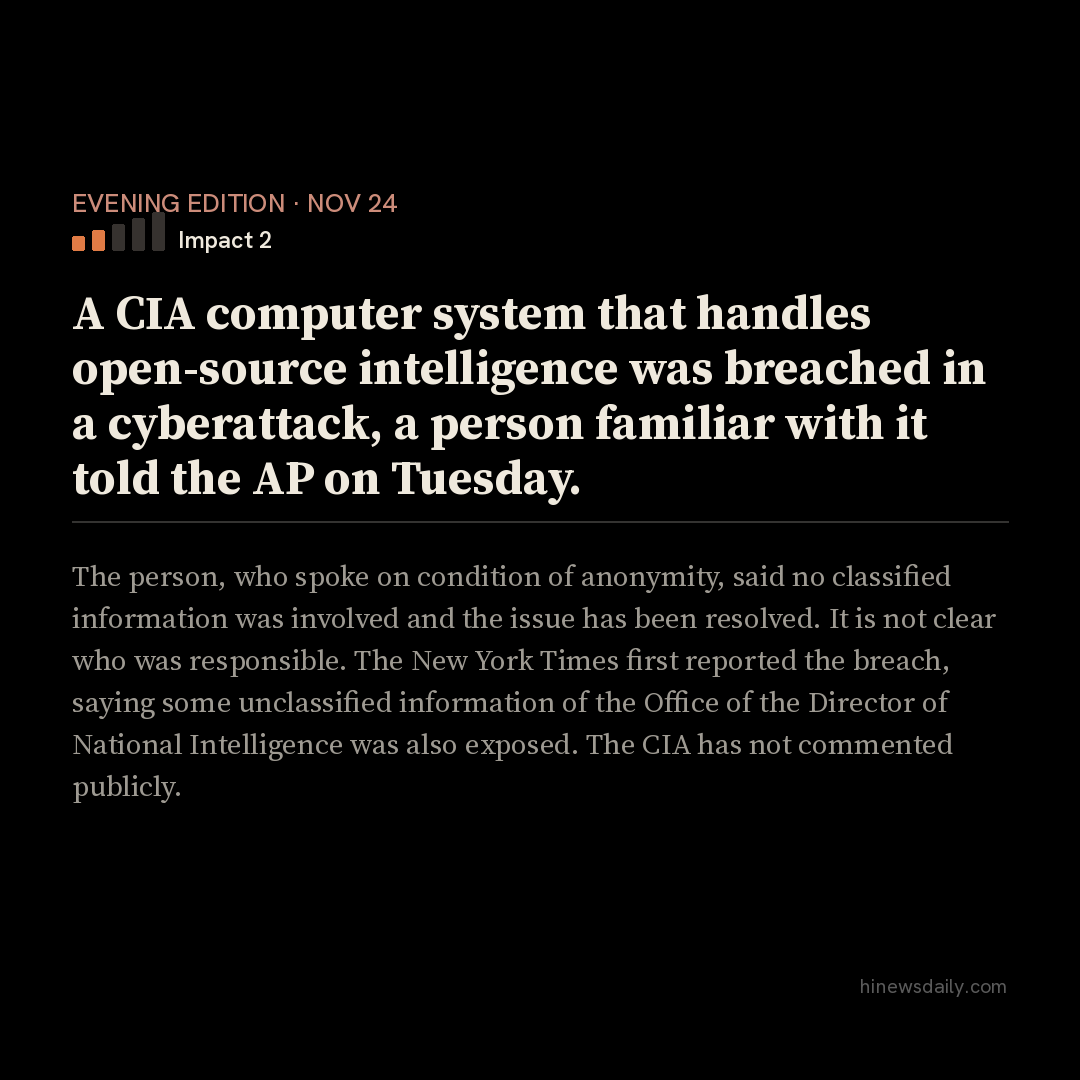 EVENING EDITION · NOV 24
Impact 2
A CIA computer system that handles
open-source intelligence was breached in
a cyberattack, a person familiar with it
told the AP on Tuesday.
The person, who spoke on condition of anonymity, said no classified
information was involved and the issue has been resolved. It is not clear
who was responsible. The New York Times first reported the breach,
saying some unclassified information of the Office of the Director of
National Intelligence was also exposed. The CIA has not commented
publicly.
hinewsdaily.com